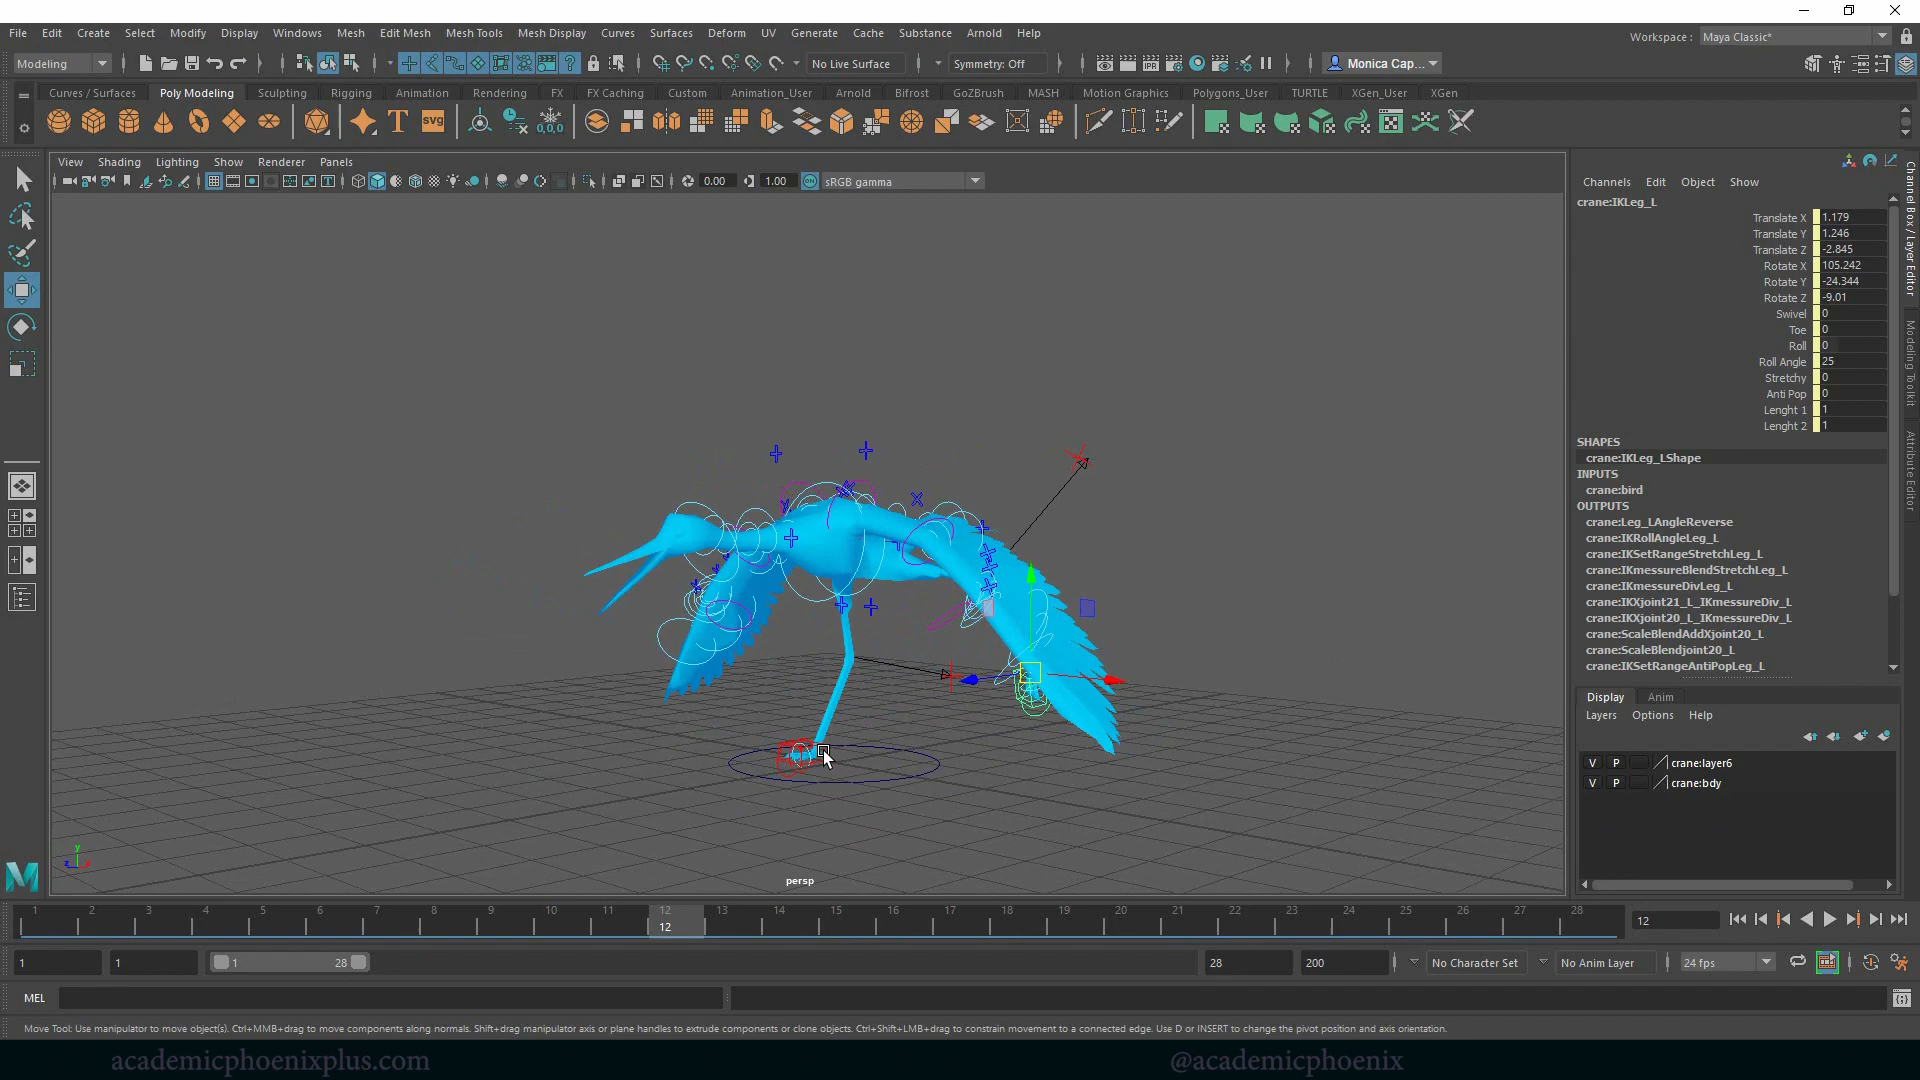 File Edit Create Select Modify Display Windows Mesh Edit Mesh Mesh Tools Mesh Display Curves Surfaces Deform UV Generate Cache Substance Arnold Help
Workspace : Maya Classic*
Modeling No Live Surface Symmetry: Off Monica Cap...
Curves / Surfaces Poly Modeling Sculpting Rigging Animation Rendering FX FX Caching Custom Animation_User Arnold Bifrost GoZBrush MASH Motion Graphics Polygons_User TURTLE XGen_User XGen
T svg 0,0,0
View Shading Lighting Show Renderer Panels
0.00 1.00 ON sRGB gamma
Channels Edit Object Show
crane:IKLeg_L
Translate X 1.179
Translate Y 1.246
Translate Z -2.845
Rotate X 105.242
Rotate Y -24.344
Rotate Z -9.01
Swivel 0
Toe 0
Roll 0
Roll Angle 25
Stretchy 0
Anti Pop 0
Lenght 1 1
Lenght 2 1
SHAPES
crane:IKLeg_LShape
INPUTS
crane:bird
OUTPUTS
crane:Leg_LAngleReverse
crane:IKRollAngleLeg_L
crane:IKSetRangeStretchLeg_L
crane:IKmessureBlendStretchLeg_L
crane:IKmessureDivLeg_L
crane:IKXjoint21_L_IKmessureDiv_L
crane:IKXjoint20_L_IKmessureDiv_L
crane:ScaleBlendAddXjoint20_L
crane:ScaleBlendjoint20_L
crane:IKSetRangeAntiPopLeg_L
Channel Box / Layer Editor
Modeling Toolkit
Attribute Editor
Display Anim
Layers Options Help
V P crane:layer6
V P crane:bdy
y
z x
persp
1 2 3 4 5 6 7 8 9 10 11 12 13 14 15 16 17 18 19 20 21 22 23 24 25 26 27 28
12 12
1 1 1 28 28 200 No Character Set No Anim Layer 24 fps
MEL
Move Tool: Use manipulator to move object(s). Ctrl+MMB+drag to move components along normals. Shift+drag manipulator axis or plane handles to extrude components or clone objects. Ctrl+Shift+LMB+drag to constrain movement to a connected edge. Use D or INSERT to change the pivot position and axis orientation.
academicphoenixplus.com @academicphoenix